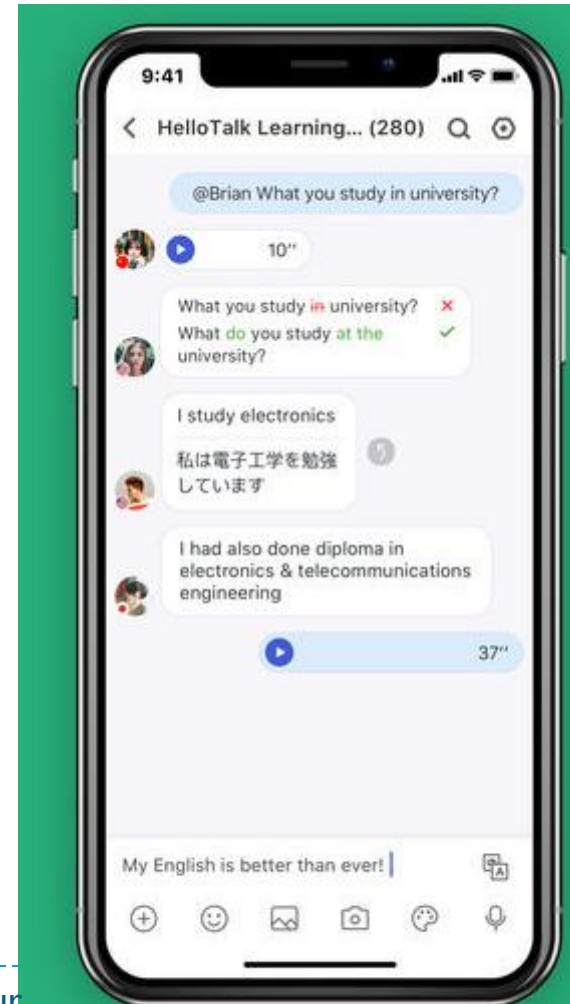 9:41
HelloTalk Learning... (280)
@Brian What you study in university?
10''
What you study in university?
What do you study at the
university?
I study electronics
私は電子工学を勉強
しています
I had also done diploma in
electronics & telecommunications
engineering
37''
My English is better than ever!